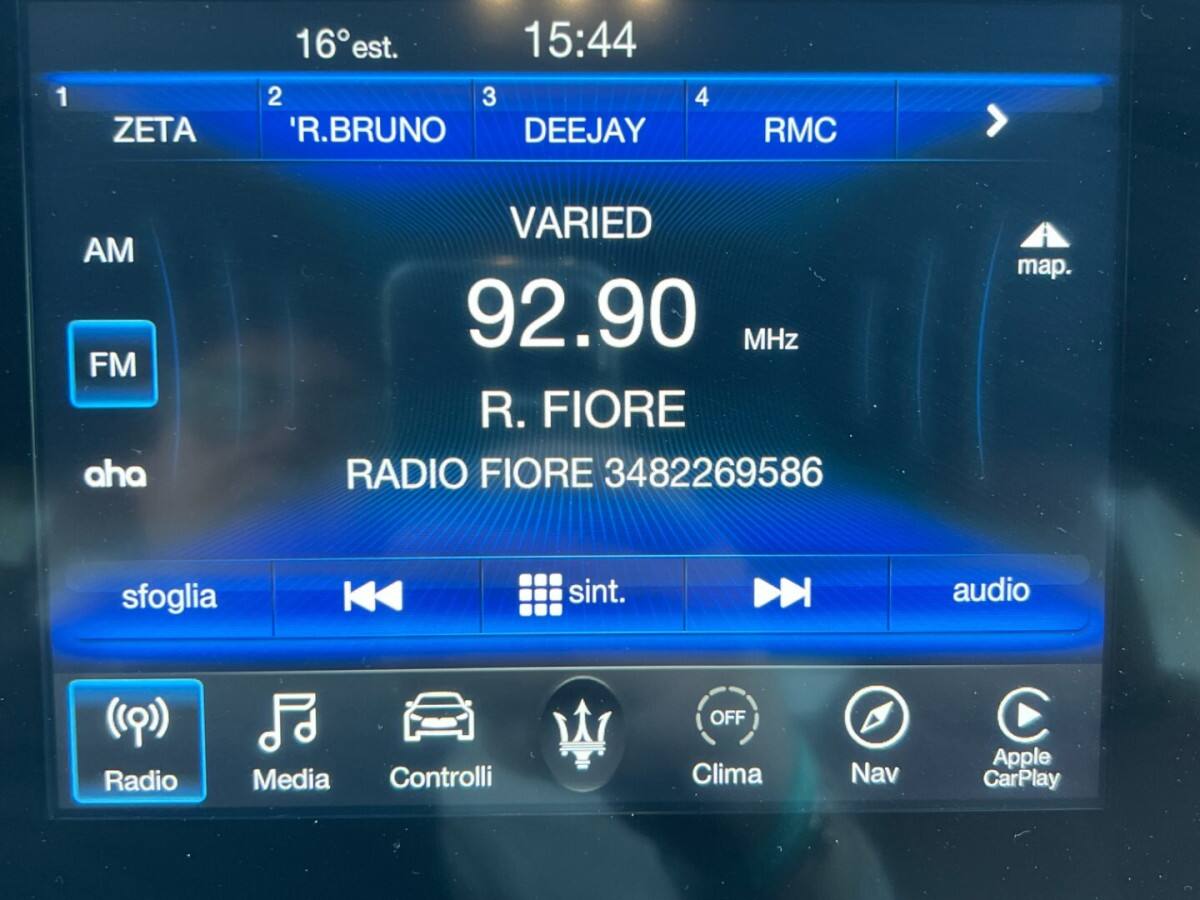 16°est. 15:44
1 2 3 4
ZETA 'R.BRUNO DEEJAY RMC
VARIED
AM
map.
92.90 MHz
FM
R. FIORE
aha
RADIO FIORE 3482269586
sfoglia sint. audio
OFF
Radio Media Controlli Clima Nav Apple CarPlay